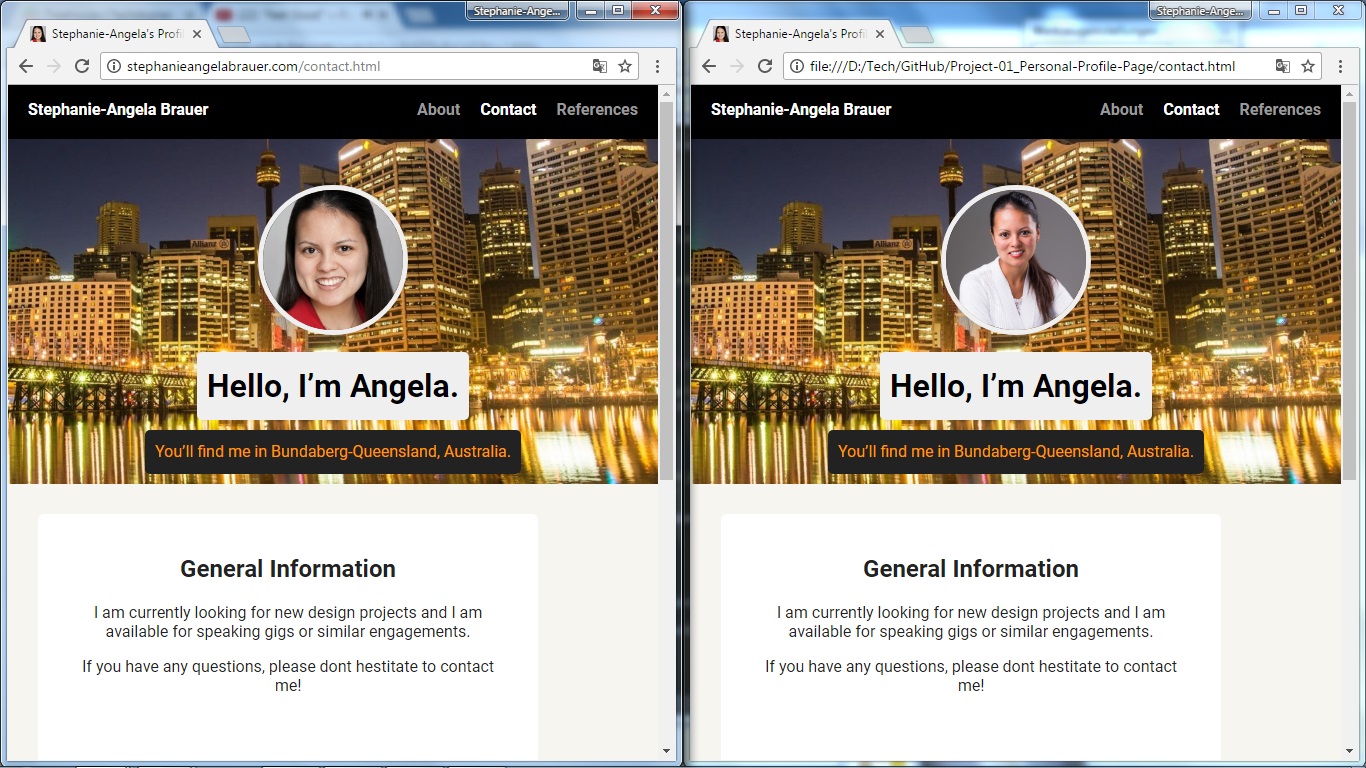 Stephanie-Ange...
Stephanie-Angela's Profi
stephanieangelabrauer.com/contact.html
Stephanie-Angela Brauer
About Contact References
Allianz
Hello, I’m Angela.
You’ll find me in Bundaberg-Queensland, Australia.
General Information
I am currently looking for new design projects and I am
available for speaking gigs or similar engagements.
If you have any questions, please dont hestitate to contact
me!
Stephanie-Ange...
Stephanie-Angela's Profi
file:///D:/Tech/GitHub/Project-01_Personal-Profile-Page/contact.html
Stephanie-Angela Brauer
About Contact References
Allianz
Hello, I’m Angela.
You’ll find me in Bundaberg-Queensland, Australia.
General Information
I am currently looking for new design projects and I am
available for speaking gigs or similar engagements.
If you have any questions, please dont hestitate to contact
me!